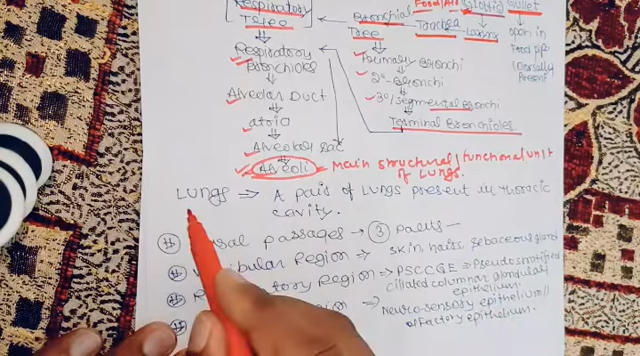 Respiratory
Tree
Bronchial
Tree
Food/Air
Trachea
Larynx
Glottis
Gullet
open in
Food pipe
(Dorsally
Present
Respiratory
Bronchioles
Alveolar Duct
atria
Alveolar Sac
Alveoli
Main structural/functional unit
of Lungs.
Primary Bronchi
2° Bronchi
3°/Segmental Bronchi
Terminal Bronchioles
Lungs ⇒ A pair of Lungs present in thoracic
cavity.
# passages → ③ parts—
# Region ⇒ skin hairs sebaceous gland
# Region ⇒ PSCCGE ⇒ Pseudostratified
ciliated columnar glandular
epithelium.
# ⇒ Neuro-sensory epithelium//
olfactory epithelium.